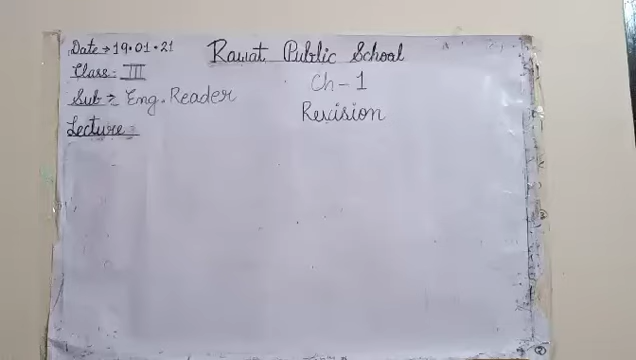 Date → 19.01.21
Rawat Public School
Class - III
Ch - 1
Sub → Eng. Reader
Revision
Lecture -